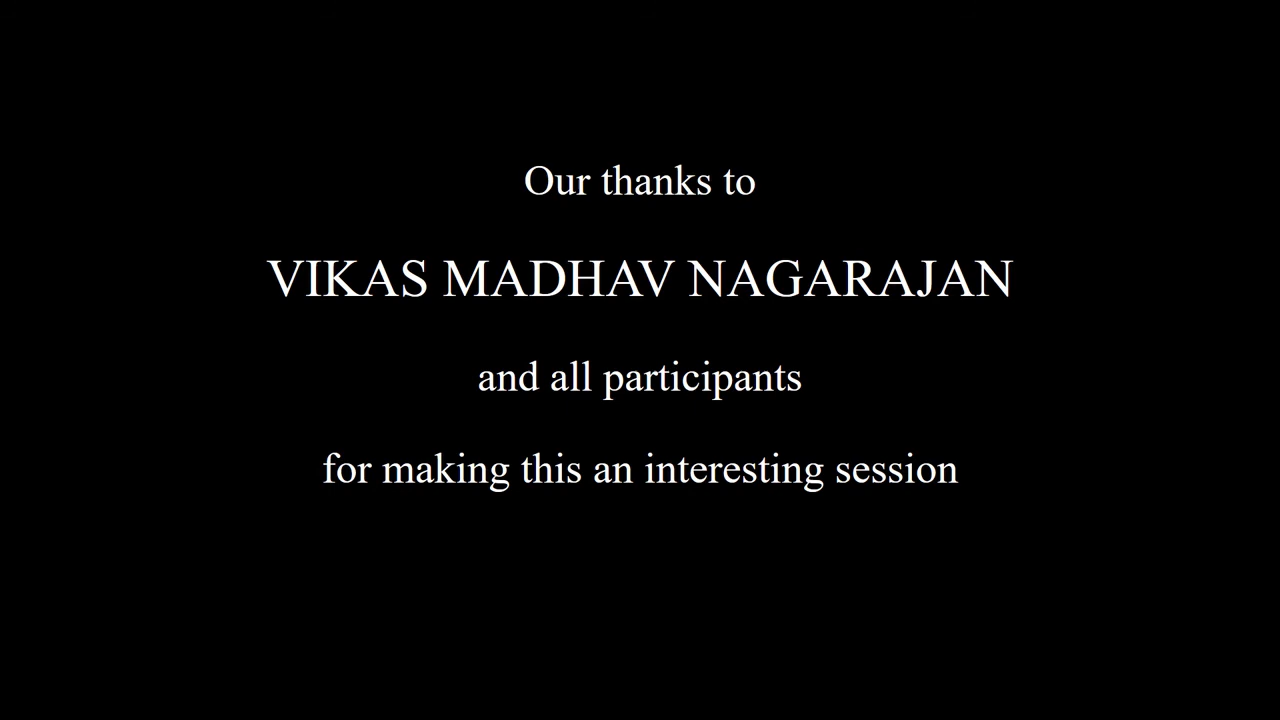 Our thanks to
VIKAS MADHAV NAGARAJAN
and all participants
for making this an interesting session